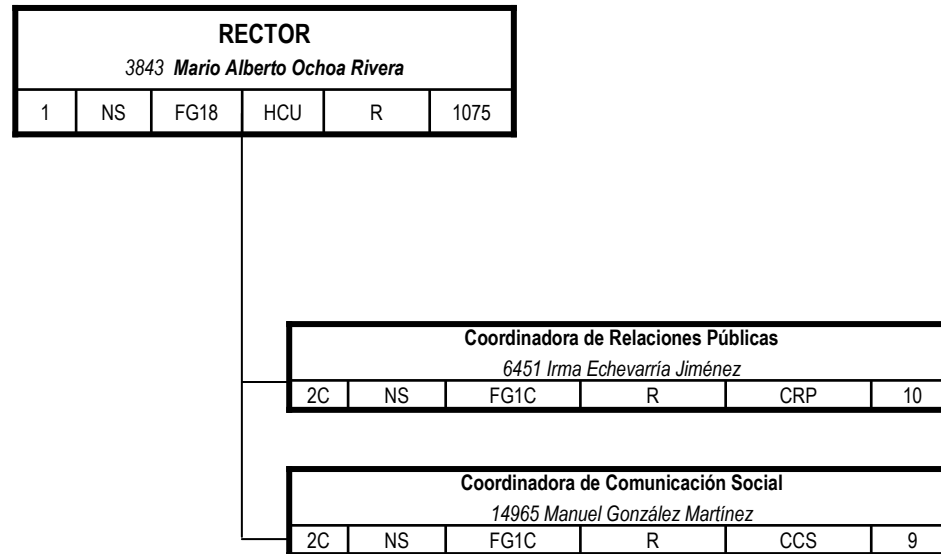 RECTOR
3843 Mario Alberto Ochoa Rivera
1 NS FG18 HCU R 1075
Coordinadora de Relaciones Públicas
6451 Irma Echevarría Jiménez
2C NS FG1C R CRP 10
Coordinadora de Comunicación Social
14965 Manuel González Martínez
2C NS FG1C R CCS 9